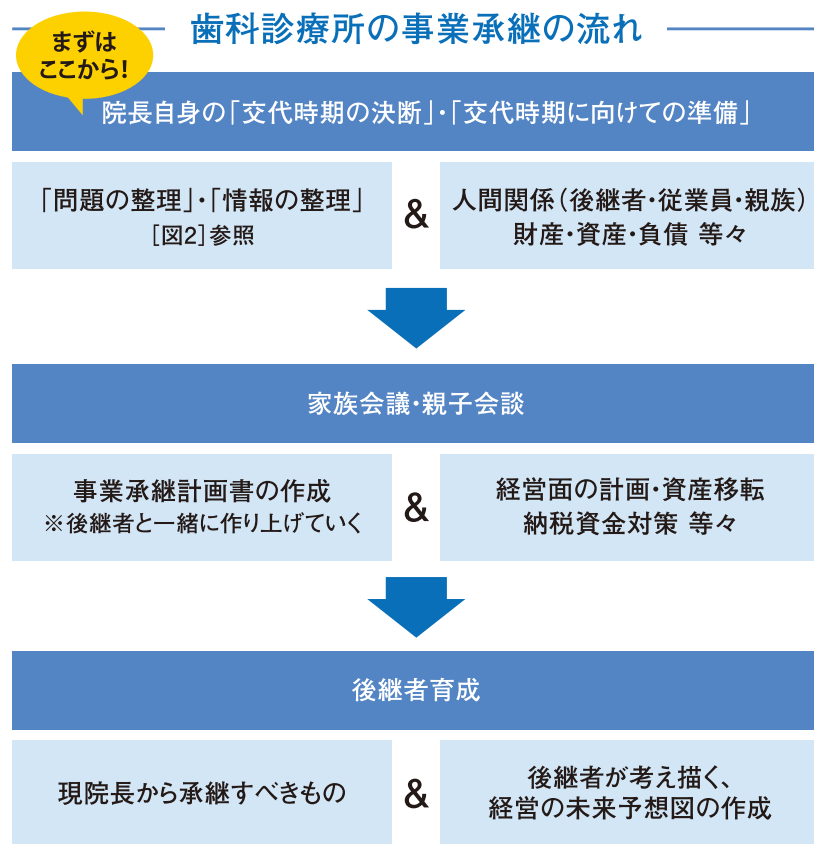 歯科診療所の事業承継の流れ
まずは
ここから!
院長自身の「交代時期の決断」・「交代時期に向けての準備」
「問題の整理」・「情報の整理」
[図2]参照
&
人間関係(後継者・従業員・親族)
財産・資産・負債 等々
家族会議・親子会談
事業承継計画書の作成
※後継者と一緒に作り上げていく
&
経営面の計画・資産移転
納税資金対策 等々
後継者育成
現院長から承継すべきもの
&
後継者が考え描く、
経営の未来予想図の作成